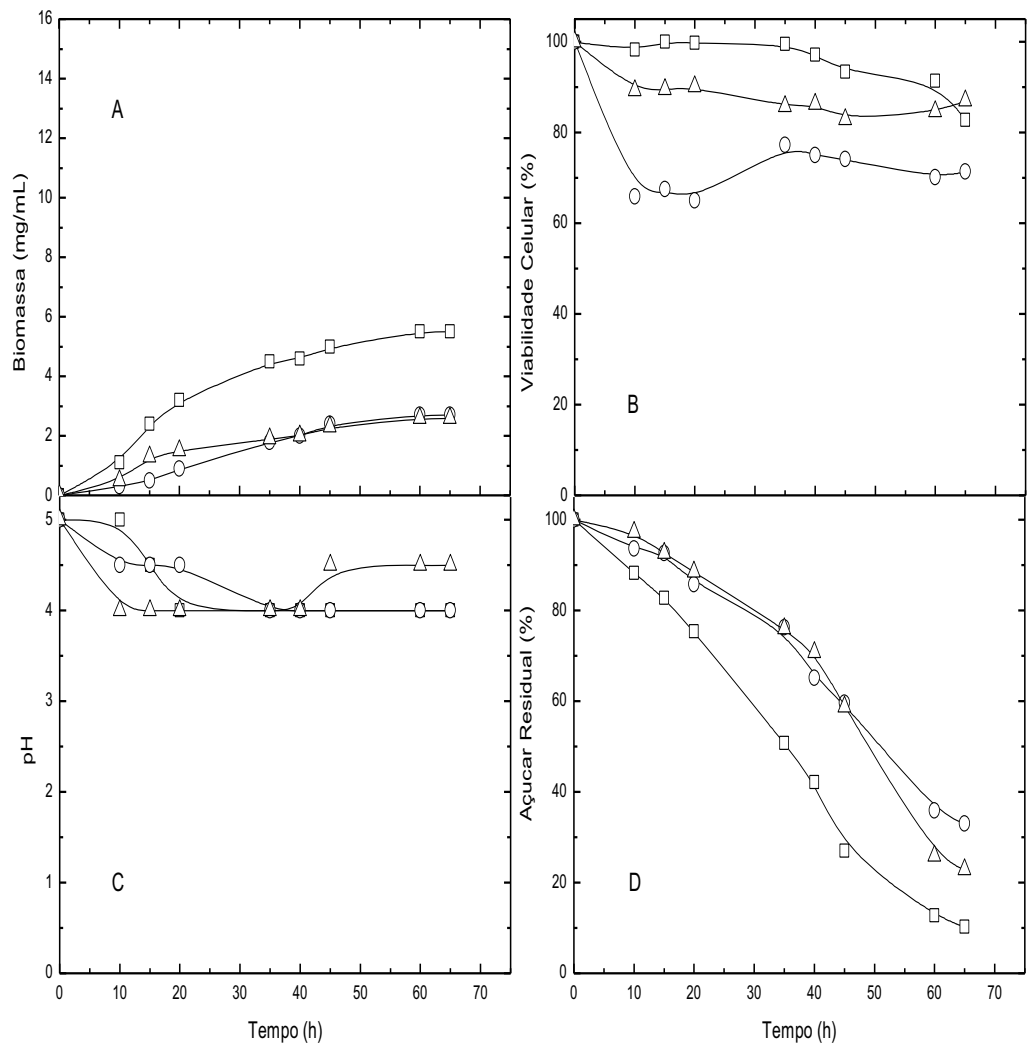 16
14
12
10
8
6
4
2
0
Biomassa (mg/mL)
A
100
80
60
40
20
0
Viabilidade Celular (%)
B
5
4
3
2
1
0
pH
C
0 10 20 30 40 50 60 70
Tempo (h)
100
80
60
40
20
0
Açucar Residual (%)
D
0 10 20 30 40 50 60 70
Tempo (h)